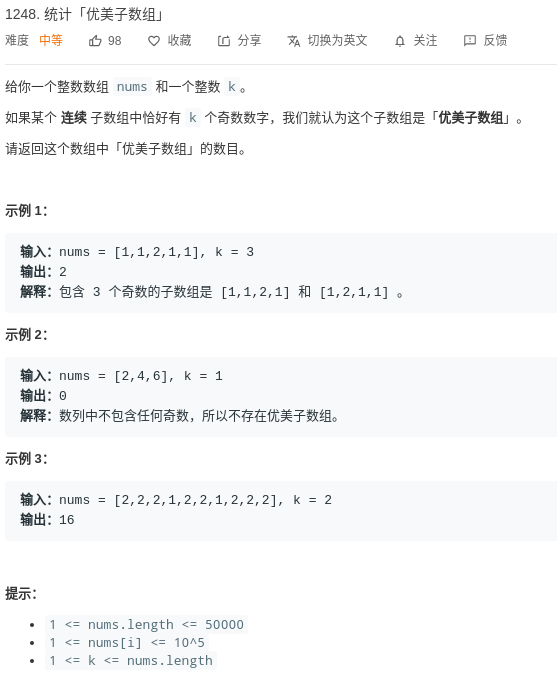 1248. 统计「优美子数组」
难度 中等 98 收藏 分享 切换为英文 关注 反馈
给你一个整数数组 nums 和一个整数 k。
如果某个 连续 子数组中恰好有 k 个奇数数字，我们就认为这个子数组是「优美子数组」。
请返回这个数组中「优美子数组」的数目。
示例 1：
输入：nums = [1,1,2,1,1], k = 3
输出：2
解释：包含 3 个奇数的子数组是 [1,1,2,1] 和 [1,2,1,1] 。
示例 2：
输入：nums = [2,4,6], k = 1
输出：0
解释：数列中不包含任何奇数，所以不存在优美子数组。
示例 3：
输入：nums = [2,2,2,1,2,2,1,2,2,2], k = 2
输出：16
提示：
• 1 <= nums.length <= 50000
• 1 <= nums[i] <= 10^5
• 1 <= k <= nums.length